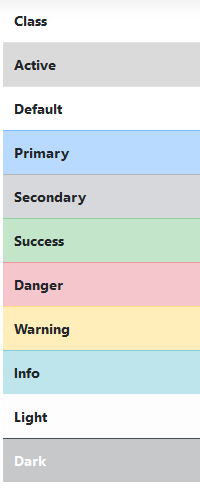 Class
Active
Default
Primary
Secondary
Success
Danger
Warning
Info
Light
Dark